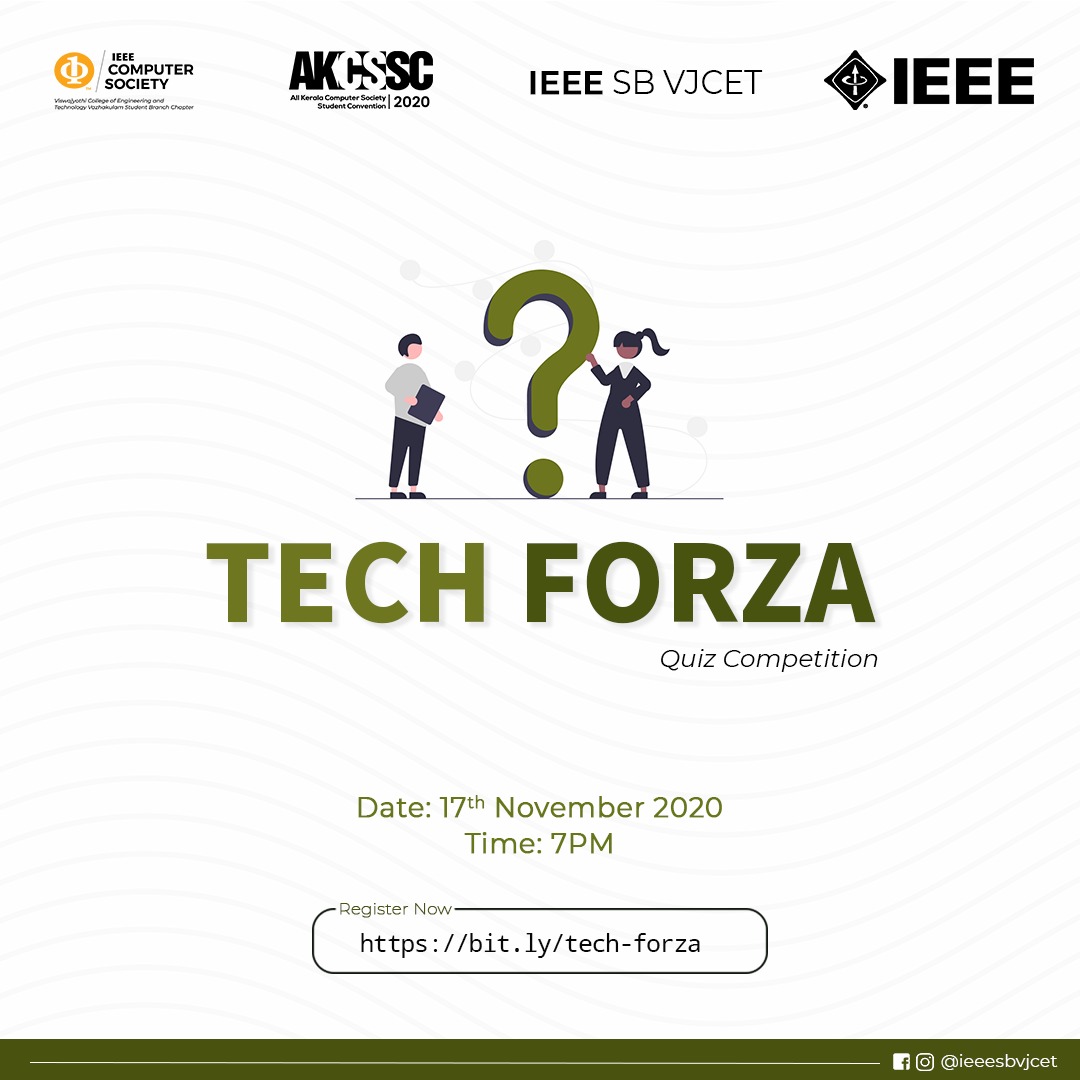 IEEE
COMPUTER
SOCIETY
Viswajyothi College of Engineering and
Technology Vazhakulam Student Branch Chapter
AKCSSC
All Kerala Computer Society
Student Convention | 2020
IEEE SB VJCET
IEEE
TECH FORZA
Quiz Competition
Date: 17th November 2020
Time: 7PM
Register Now
https://bit.ly/tech-forza
@ieeesbvjcet